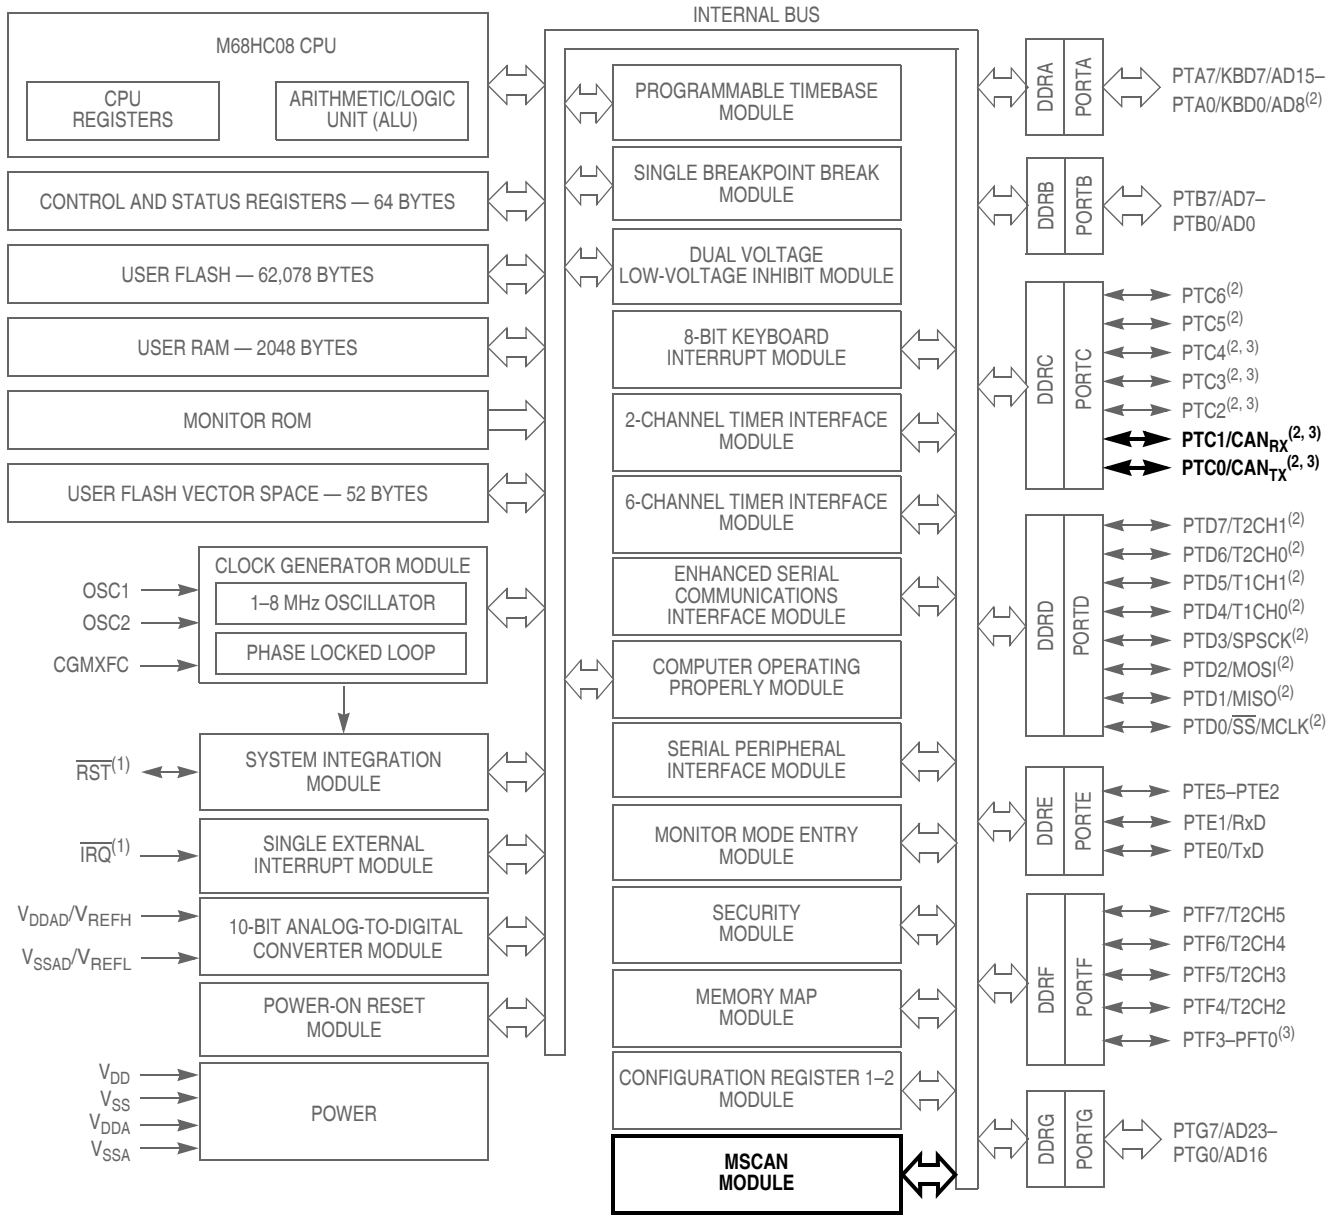 INTERNAL BUS
M68HC08 CPU
CPU
REGISTERS
ARITHMETIC/LOGIC
UNIT (ALU)
CONTROL AND STATUS REGISTERS — 64 BYTES
USER FLASH — 62,078 BYTES
USER RAM — 2048 BYTES
MONITOR ROM
USER FLASH VECTOR SPACE — 52 BYTES
OSC1
OSC2
CGMXFC
CLOCK GENERATOR MODULE
1–8 MHz OSCILLATOR
PHASE LOCKED LOOP
RST(1)
SYSTEM INTEGRATION
MODULE
IRQ(1)
SINGLE EXTERNAL
INTERRUPT MODULE
VDDAD/VREFH
VSSAD/VREFL
10-BIT ANALOG-TO-DIGITAL
CONVERTER MODULE
POWER-ON RESET
MODULE
VDD
VSS
VDDA
VSSA
POWER
PROGRAMMABLE TIMEBASE
MODULE
SINGLE BREAKPOINT BREAK
MODULE
DUAL VOLTAGE
LOW-VOLTAGE INHIBIT MODULE
8-BIT KEYBOARD
INTERRUPT MODULE
2-CHANNEL TIMER INTERFACE
MODULE
6-CHANNEL TIMER INTERFACE
MODULE
ENHANCED SERIAL
COMMUNICATIONS
INTERFACE MODULE
COMPUTER OPERATING
PROPERLY MODULE
SERIAL PERIPHERAL
INTERFACE MODULE
MONITOR MODE ENTRY
MODULE
SECURITY
MODULE
MEMORY MAP
MODULE
CONFIGURATION REGISTER 1–2
MODULE
MSCAN
MODULE
DDRA
PORTA
PTA7/KBD7/AD15–
PTA0/KBD0/AD8(2)
DDRB
PORTB
PTB7/AD7–
PTB0/AD0
DDRC
PORTC
PTC6(2)
PTC5(2)
PTC4(2, 3)
PTC3(2, 3)
PTC2(2, 3)
PTC1/CANRX(2, 3)
PTC0/CANTX(2, 3)
DDRD
PORTD
PTD7/T2CH1(2)
PTD6/T2CH0(2)
PTD5/T1CH1(2)
PTD4/T1CH0(2)
PTD3/SPSCK(2)
PTD2/MOSI(2)
PTD1/MISO(2)
PTD0/SS/MCLK(2)
DDRE
PORTE
PTE5–PTE2
PTE1/RxD
PTE0/TxD
DDRF
PORTF
PTF7/T2CH5
PTF6/T2CH4
PTF5/T2CH3
PTF4/T2CH2
PTF3–PFT0(3)
DDRG
PORTG
PTG7/AD23–
PTG0/AD16